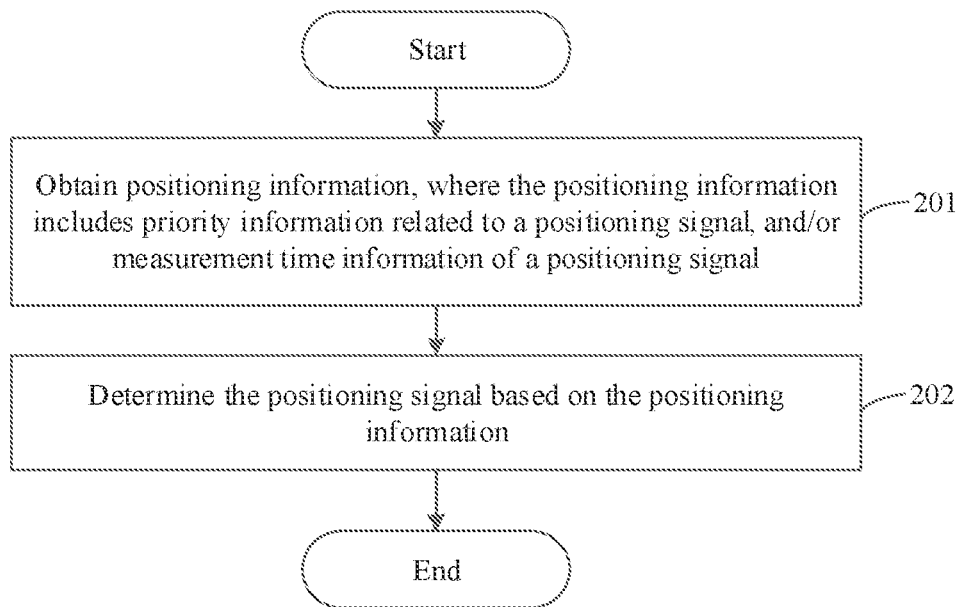 Start
Obtain positioning information, where the positioning information
includes priority information related to a positioning signal, and/or
measurement time information of a positioning signal
201
Determine the positioning signal based on the positioning
information
202
End